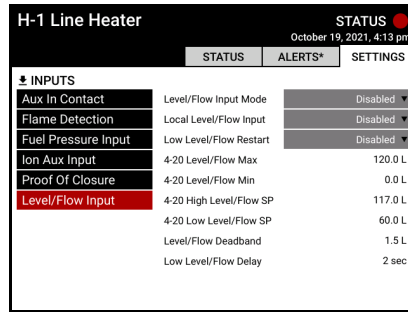 H-1 Line Heater
STATUS
October 19, 2021, 4:13 pm
STATUS
ALERTS*
SETTINGS
INPUTS
Aux In Contact
Flame Detection
Fuel Pressure Input
Ion Aux Input
Proof Of Closure
Level/Flow Input
Level/Flow Input Mode Disabled
Local Level/Flow Input Disabled
Low Level/Flow Restart Disabled
4-20 Level/Flow Max 120.0 L
4-20 Level/Flow Min 0.0 L
4-20 High Level/Flow SP 117.0 L
4-20 Low Level/Flow SP 60.0 L
Level/Flow Deadband 1.5 L
Low Level/Flow Delay 2 sec